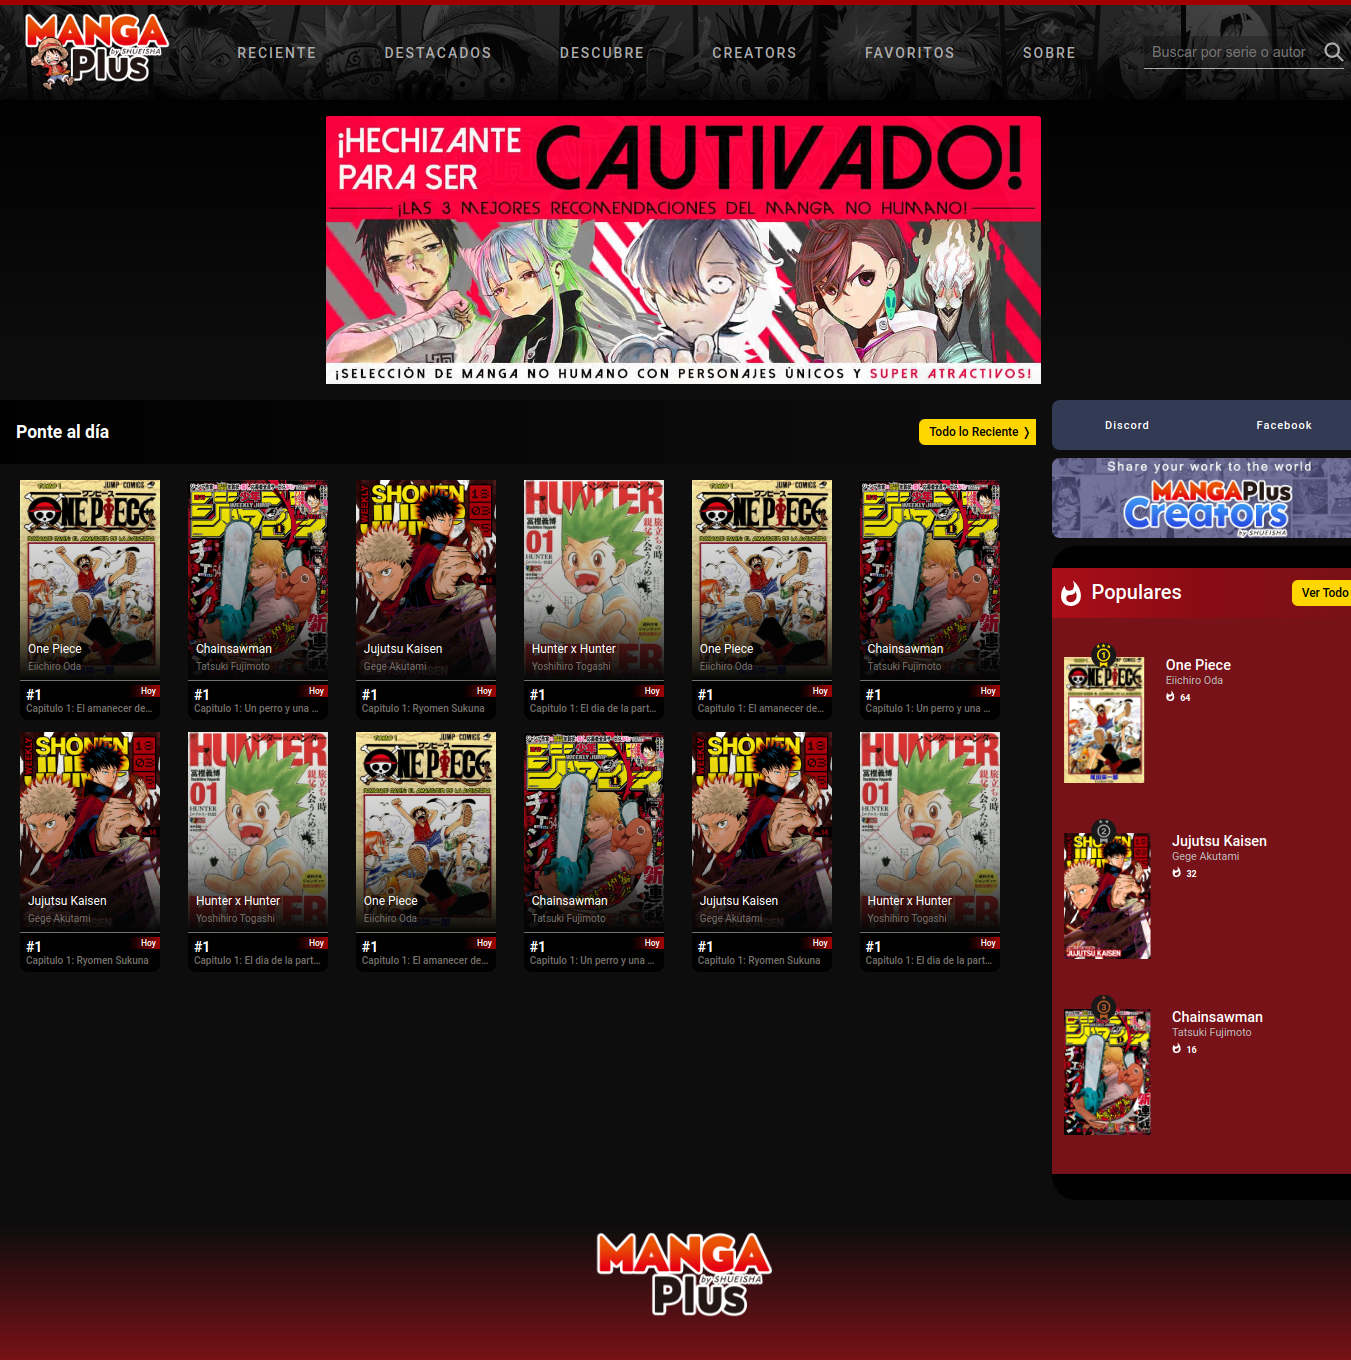 MANGA
by SHUEISHA
Plus
RECIENTE
DESTACADOS
DESCUBRE
CREATORS
FAVORITOS
SOBRE
Buscar por serie o autor
¡HECHIZANTE
PARA SER
CAUTIVADO!
¡LAS 3 MEJORES RECOMENDACIONES DEL MANGA NO HUMANO!
¡SELECCIÓN DE MANGA NO HUMANO CON PERSONAJES ÚNICOS Y SUPER ATRACTIVOS!
Ponte al día
Todo lo Reciente ❭
One Piece
Eiichiro Oda
#1
Hoy
Capitulo 1: El amanecer de...
Chainsawman
Tatsuki Fujimoto
#1
Hoy
Capitulo 1: Un perro y una ...
Jujutsu Kaisen
Gege Akutami
#1
Hoy
Capitulo 1: Ryomen Sukuna
Hunter x Hunter
Yoshihiro Togashi
#1
Hoy
Capitulo 1: El dia de la part...
One Piece
Eiichiro Oda
#1
Hoy
Capitulo 1: El amanecer de...
Chainsawman
Tatsuki Fujimoto
#1
Hoy
Capitulo 1: Un perro y una ...
Jujutsu Kaisen
Gege Akutami
#1
Hoy
Capitulo 1: Ryomen Sukuna
Hunter x Hunter
Yoshihiro Togashi
#1
Hoy
Capitulo 1: El dia de la part...
One Piece
Eiichiro Oda
#1
Hoy
Capitulo 1: El amanecer de...
Chainsawman
Tatsuki Fujimoto
#1
Hoy
Capitulo 1: Un perro y una ...
Jujutsu Kaisen
Gege Akutami
#1
Hoy
Capitulo 1: Ryomen Sukuna
Hunter x Hunter
Yoshihiro Togashi
#1
Hoy
Capitulo 1: El dia de la part...
Discord
Facebook
Share your work to the world
MANGA Plus
Creators
by SHUEISHA
Populares
Ver Todo
1
One Piece
Eiichiro Oda
64
2
Jujutsu Kaisen
Gege Akutami
32
3
Chainsawman
Tatsuki Fujimoto
16
MANGA
by SHUEISHA
Plus